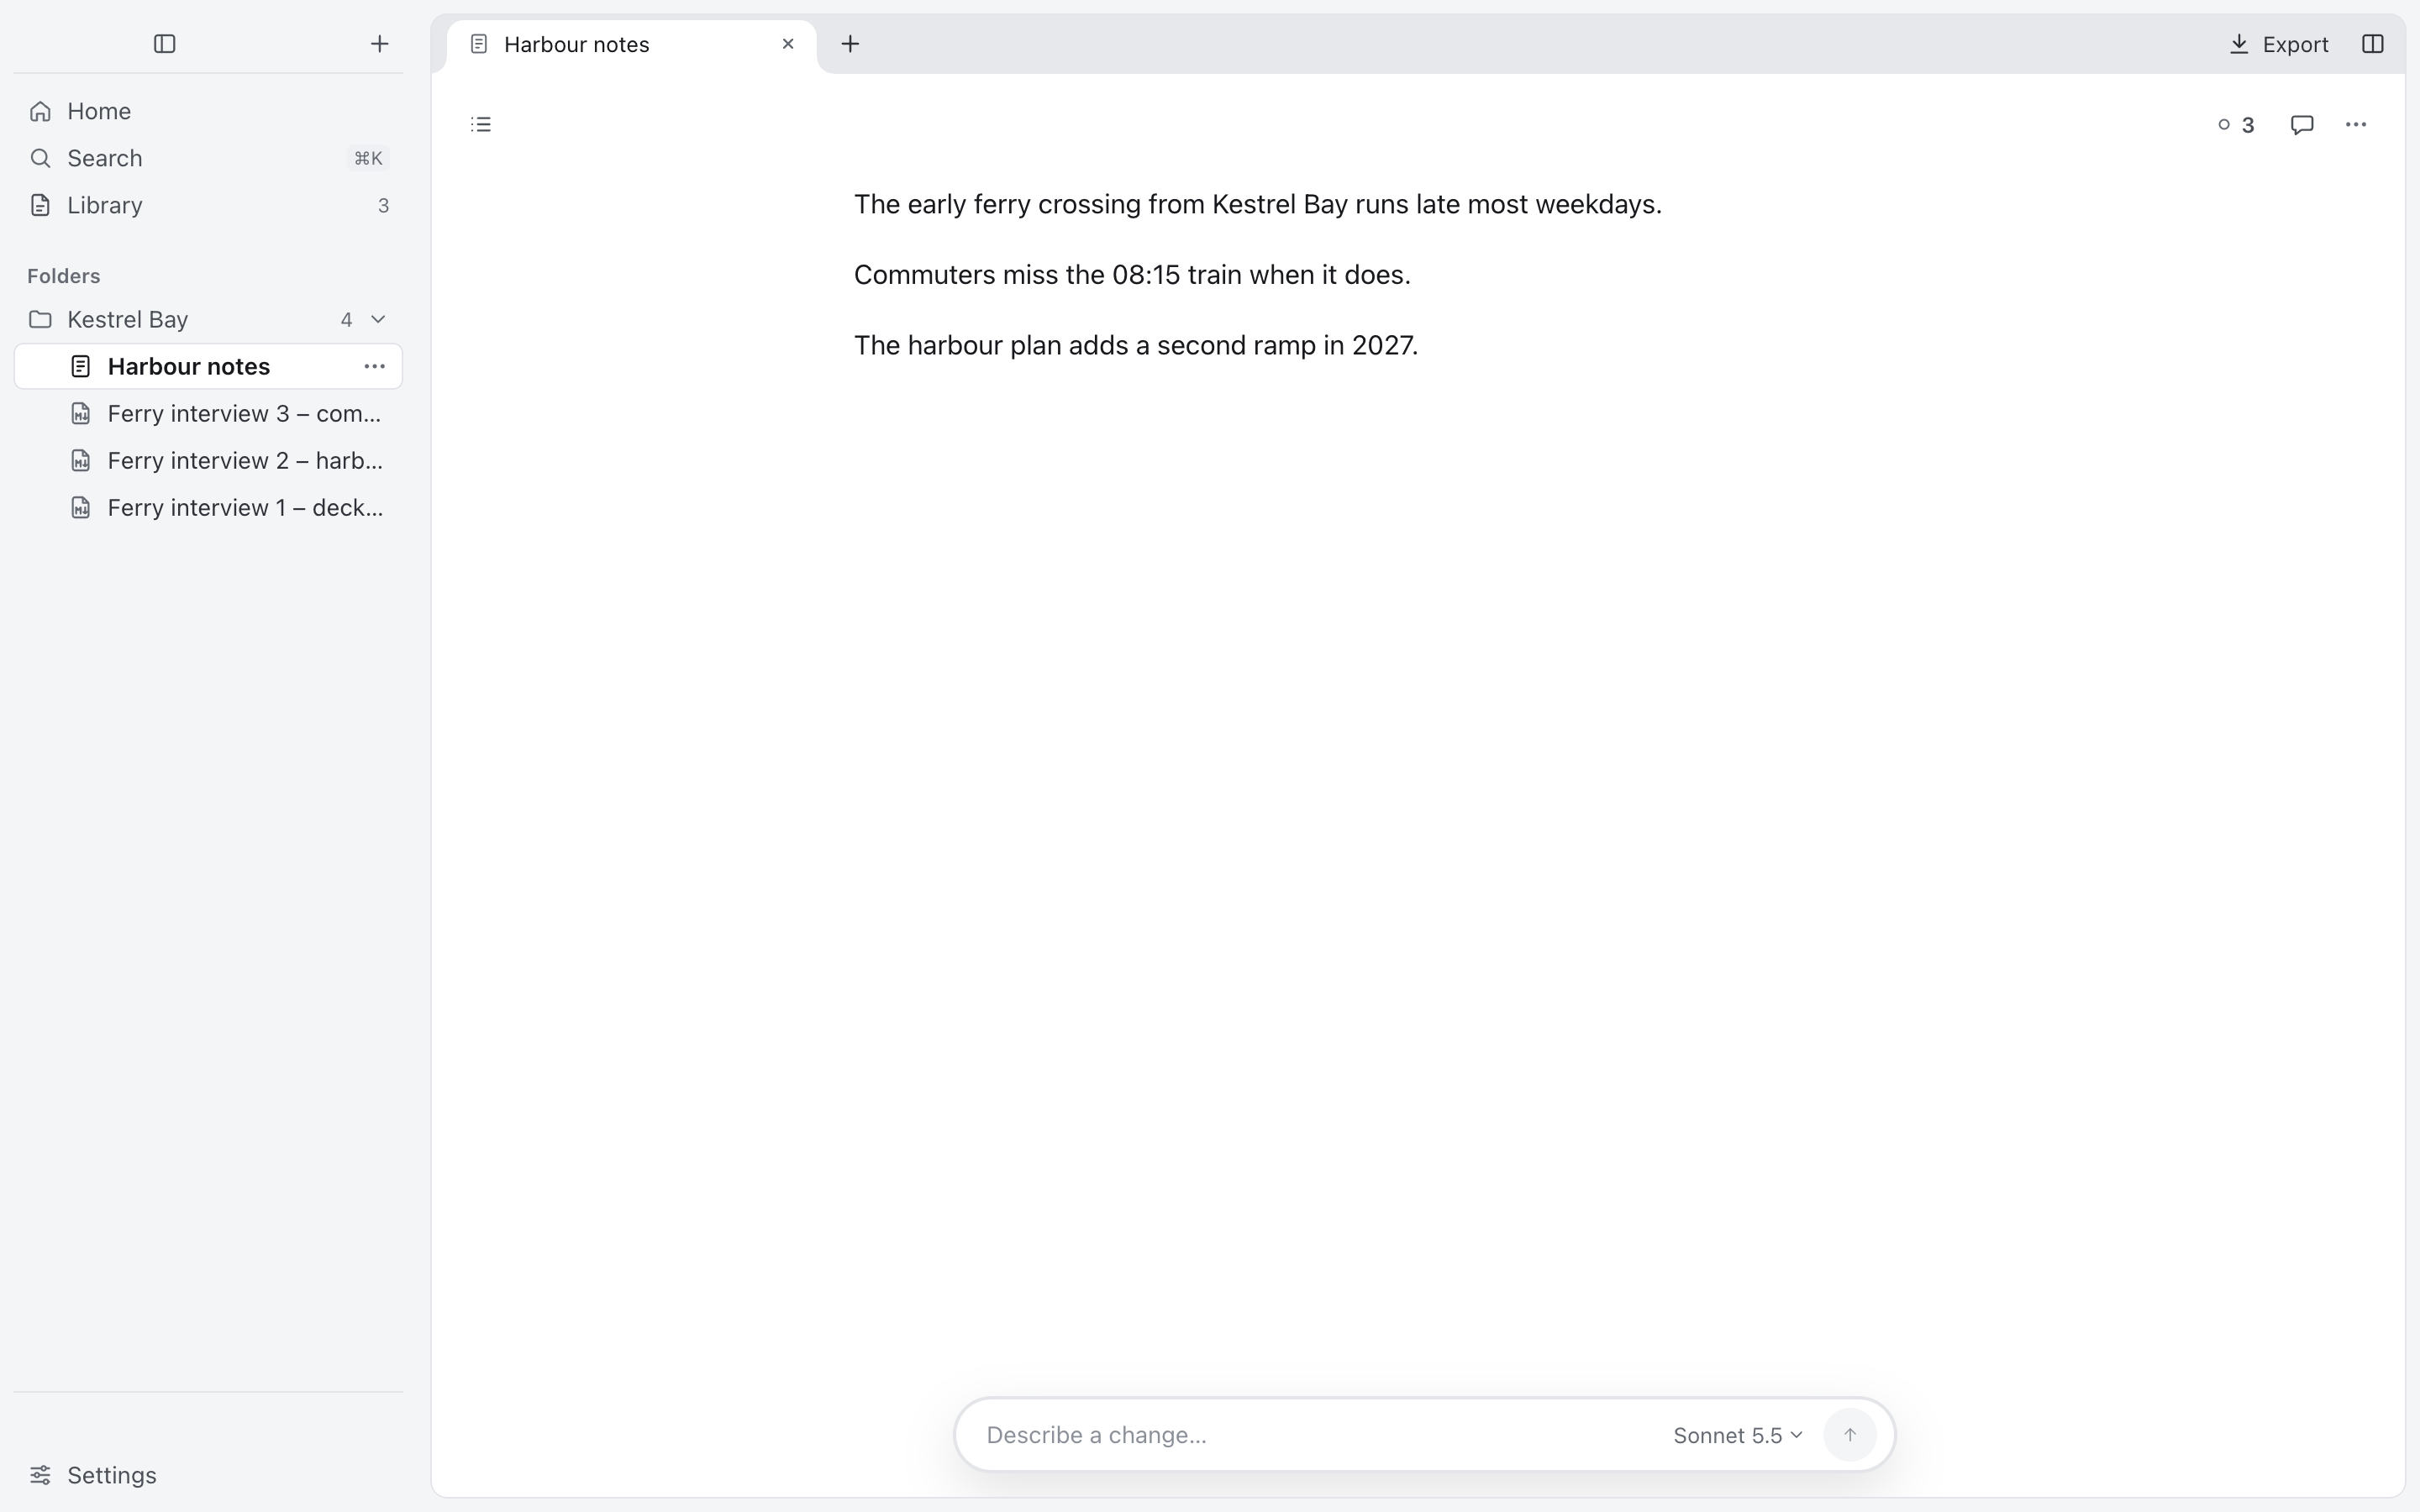 Harbour notes
Export
Home
Search ⌘K
Library 3
3
Folders
Kestrel Bay 4
Harbour notes
Ferry interview 3 – com...
Ferry interview 2 – harb...
Ferry interview 1 – deck...
The early ferry crossing from Kestrel Bay runs late most weekdays.
Commuters miss the 08:15 train when it does.
The harbour plan adds a second ramp in 2027.
Describe a change...
Sonnet 5.5
Settings